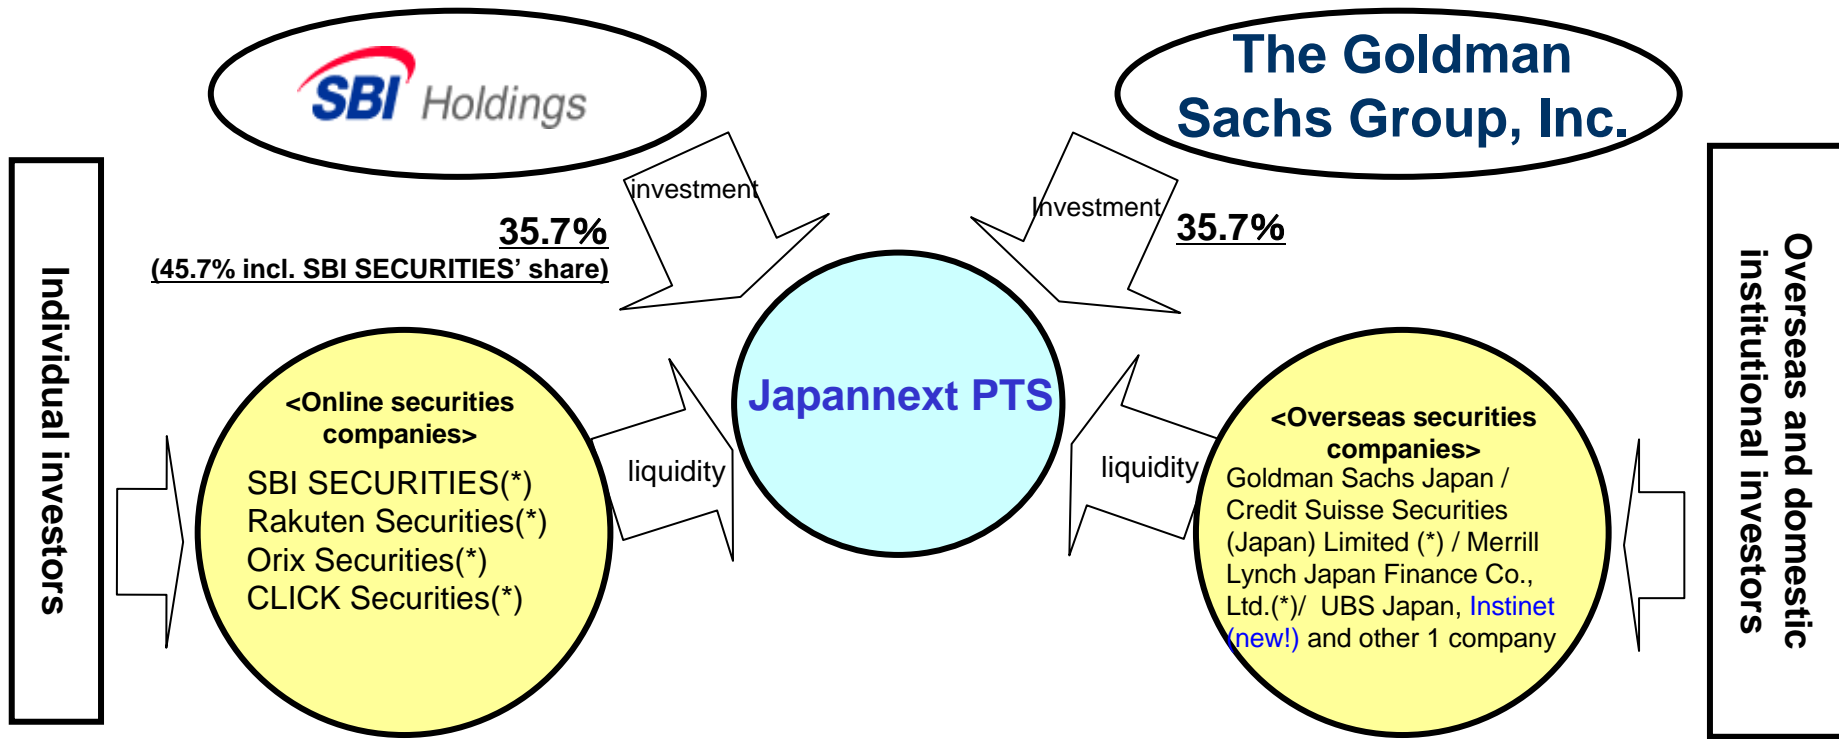 SBI Holdings
The Goldman
Sachs Group, Inc.
investment
Investment
35.7%
(45.7% incl. SBI SECURITIES’ share)
35.7%
Individual investors
Japannext PTS
<Online securities
companies>
SBI SECURITIES(*)
Rakuten Securities(*)
Orix Securities(*)
CLICK Securities(*)
liquidity
liquidity
<Overseas securities
companies>
Goldman Sachs Japan /
Credit Suisse Securities
(Japan) Limited (*) / Merrill
Lynch Japan Finance Co.,
Ltd.(*)/ UBS Japan, Instinet
(new!) and other 1 company
Overseas and domestic
institutional investors